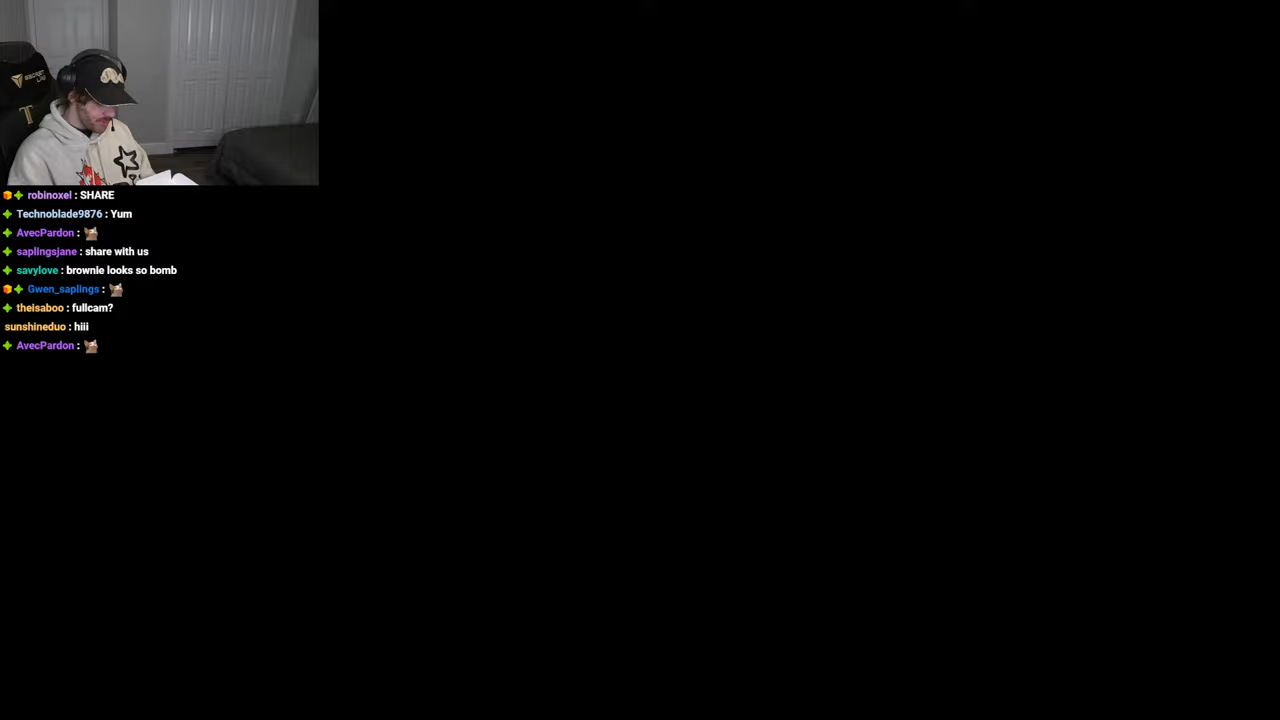 robinoxel : SHARE
Technoblade9876 : Yum
AvecPardon :
saplingsjane : share with us
savylove : brownie looks so bomb
Gwen_saplings :
theisaboo : fullcam?
sunshineduo : hiii
AvecPardon :